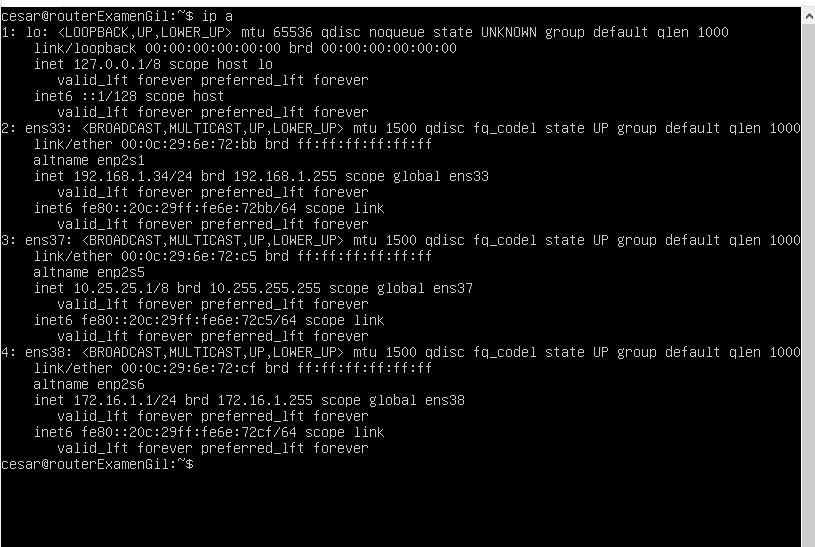 cesar@routerExamenGil:~$ ip a
1: lo: <LOOPBACK,UP,LOWER_UP> mtu 65536 qdisc noqueue state UNKNOWN group default qlen 1000
    link/loopback 00:00:00:00:00:00 brd 00:00:00:00:00:00
    inet 127.0.0.1/8 scope host lo
       valid_lft forever preferred_lft forever
    inet6 ::1/128 scope host
       valid_lft forever preferred_lft forever
2: ens33: <BROADCAST,MULTICAST,UP,LOWER_UP> mtu 1500 qdisc fq_codel state UP group default qlen 1000
    link/ether 00:0c:29:6e:72:bb brd ff:ff:ff:ff:ff:ff
    altname enp2s1
    inet 192.168.1.34/24 brd 192.168.1.255 scope global ens33
       valid_lft forever preferred_lft forever
    inet6 fe80::20c:29ff:fe6e:72bb/64 scope link
       valid_lft forever preferred_lft forever
3: ens37: <BROADCAST,MULTICAST,UP,LOWER_UP> mtu 1500 qdisc fq_codel state UP group default qlen 1000
    link/ether 00:0c:29:6e:72:c5 brd ff:ff:ff:ff:ff:ff
    altname enp2s5
    inet 10.25.25.1/8 brd 10.255.255.255 scope global ens37
       valid_lft forever preferred_lft forever
    inet6 fe80::20c:29ff:fe6e:72c5/64 scope link
       valid_lft forever preferred_lft forever
4: ens38: <BROADCAST,MULTICAST,UP,LOWER_UP> mtu 1500 qdisc fq_codel state UP group default qlen 1000
    link/ether 00:0c:29:6e:72:cf brd ff:ff:ff:ff:ff:ff
    altname enp2s6
    inet 172.16.1.1/24 brd 172.16.1.255 scope global ens38
       valid_lft forever preferred_lft forever
    inet6 fe80::20c:29ff:fe6e:72cf/64 scope link
       valid_lft forever preferred_lft forever
cesar@routerExamenGil:~$